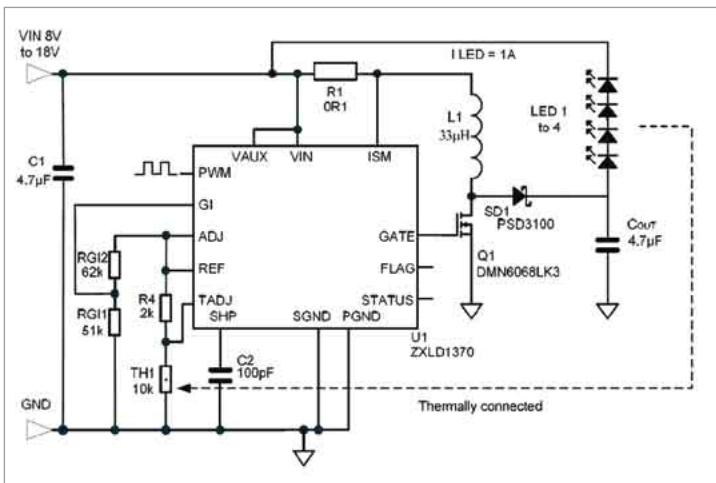 VIN 8V
to 18V
I LED = 1A
R1
0R1
L1
33µH
LED 1
to 4
C1
4.7µF
VAUX
VIN
ISM
PWM
GI
ADJ
REF
TADJ
SHP
SGND
PGND
GATE
FLAG
STATUS
SD1
PSD3100
Q1
DMN6068LK3
COUT
4.7µF
RGI2
62k
RGI1
51k
R4
2k
TH1
10k
C2
100pF
U1
ZXLD1370
GND
Thermally connected